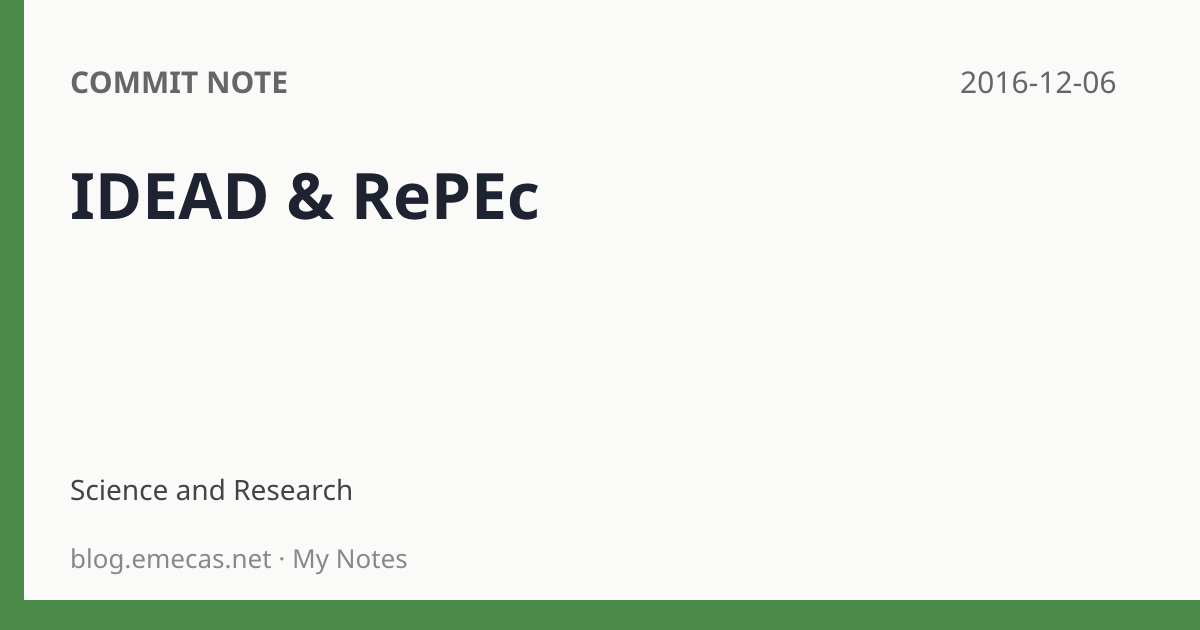 COMMIT NOTE
2016-12-06
IDEAD & RePEc
Science and Research
blog.emecas.net · My Notes